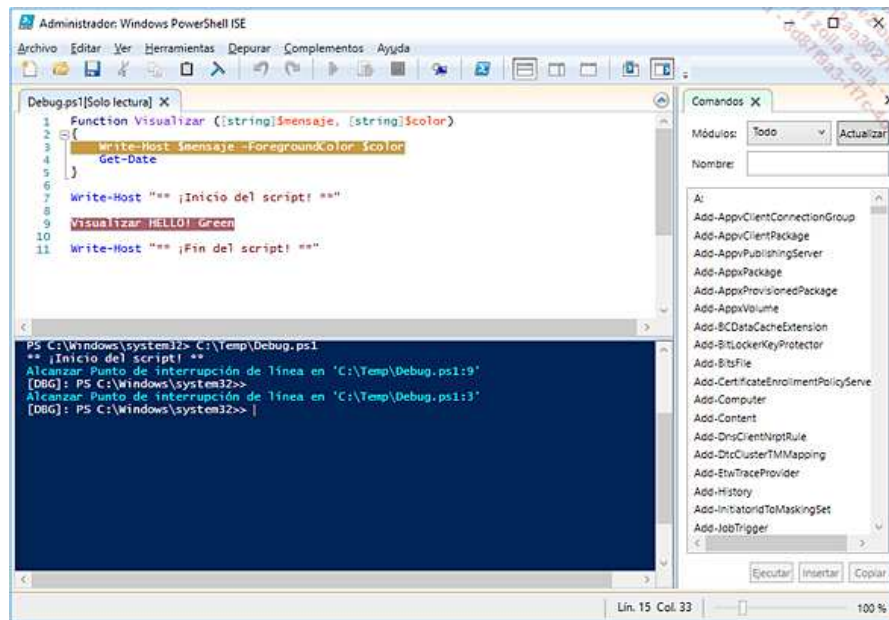 Administrador: Windows PowerShell ISE
Archivo Editar Ver Herramientas Depurar Complementos Ayuda
Debug.ps1[Solo lectura] X
1 Function Visualizar ([string]$mensaje, [string]$color)
2 {
3 Write-Host $mensaje -ForegroundColor $color
4 Get-Date
5 }
6
7 Write-Host "** ¡Inicio del script! **"
8
9 Visualizar HELLO! Green
10
11 Write-Host "** ¡Fin del script! **"
PS C:\Windows\system32> C:\Temp\Debug.ps1
** ¡Inicio del script! **
Alcanzar Punto de interrupción de línea en 'C:\Temp\Debug.ps1:9'
[DBG]: PS C:\Windows\system32>>
Alcanzar Punto de interrupción de línea en 'C:\Temp\Debug.ps1:3'
[DBG]: PS C:\Windows\system32>>
Comandos X
Módulos: Todo Actualizar
Nombre:
A:
Add-AppvClientConnectionGroup
Add-AppvClientPackage
Add-AppvPublishingServer
Add-AppxPackage
Add-AppxProvisionedPackage
Add-AppxVolume
Add-BCDataCacheExtension
Add-BitLockerKeyProtector
Add-BitsFile
Add-CertificateEnrollmentPolicyServe
Add-Computer
Add-Content
Add-DnsClientNrptRule
Add-DtcClusterTMMapping
Add-EtwTraceProvider
Add-History
Add-InitiatorIdToMaskingSet
Add-JobTrigger
Ejecutar Insertar Copiar
Lín. 15 Col. 33 100 %